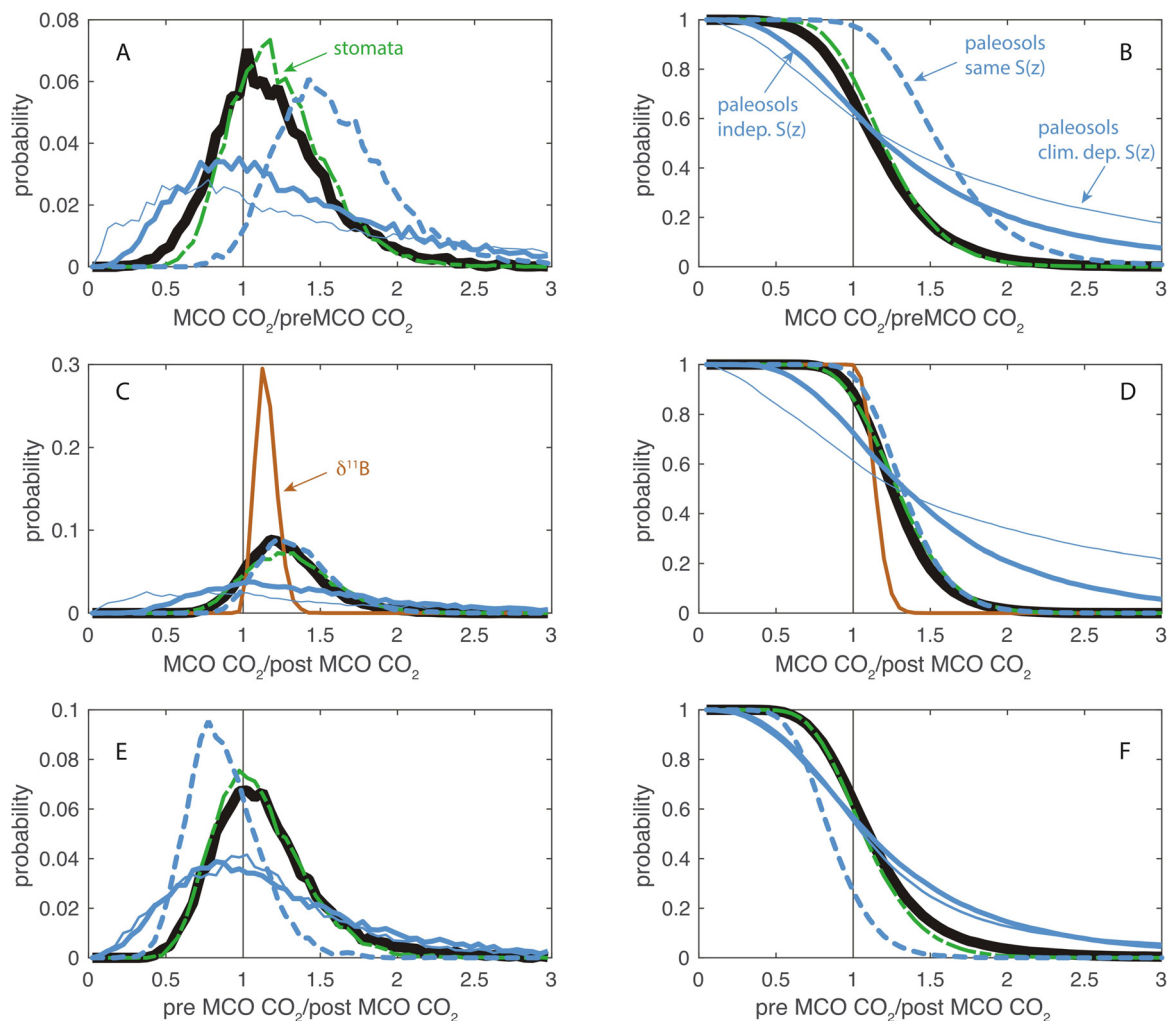 A
stomata
probability
0.08
0.06
0.04
0.02
0
0 0.5 1 1.5 2 2.5 3
MCO CO₂/preMCO CO₂
B
paleosols
same S(z)
paleosols
indep. S(z)
paleosols
clim. dep. S(z)
probability
1
0.8
0.6
0.4
0.2
0
0 0.5 1 1.5 2 2.5 3
MCO CO₂/preMCO CO₂
C
δ¹¹B
probability
0.3
0.2
0.1
0
0 0.5 1 1.5 2 2.5 3
MCO CO₂/post MCO CO₂
D
probability
1
0.8
0.6
0.4
0.2
0
0 0.5 1 1.5 2 2.5 3
MCO CO₂/post MCO CO₂
E
probability
0.1
0.08
0.06
0.04
0.02
0
0 0.5 1 1.5 2 2.5 3
pre MCO CO₂/post MCO CO₂
F
probability
1
0.8
0.6
0.4
0.2
0
0 0.5 1 1.5 2 2.5 3
pre MCO CO₂/post MCO CO₂